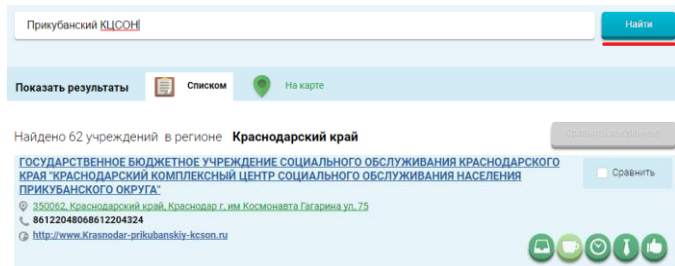 Прикубанский КЦСОН
Найти
Показать результаты
Списком
На карте
Найдено 62 учреждений в регионе Краснодарский край
Сравнить выбранные
ГОСУДАРСТВЕННОЕ БЮДЖЕТНОЕ УЧРЕЖДЕНИЕ СОЦИАЛЬНОГО ОБСЛУЖИВАНИЯ КРАСНОДАРСКОГО
КРАЯ "КРАСНОДАРСКИЙ КОМПЛЕКСНЫЙ ЦЕНТР СОЦИАЛЬНОГО ОБСЛУЖИВАНИЯ НАСЕЛЕНИЯ
ПРИКУБАНСКОГО ОКРУГА"
Сравнить
350062, Краснодарский край, Краснодар г, им Космонавта Гагарина ул, 75
86122048068612204324
http://www.Krasnodar-prikubanskiy-kcson.ru